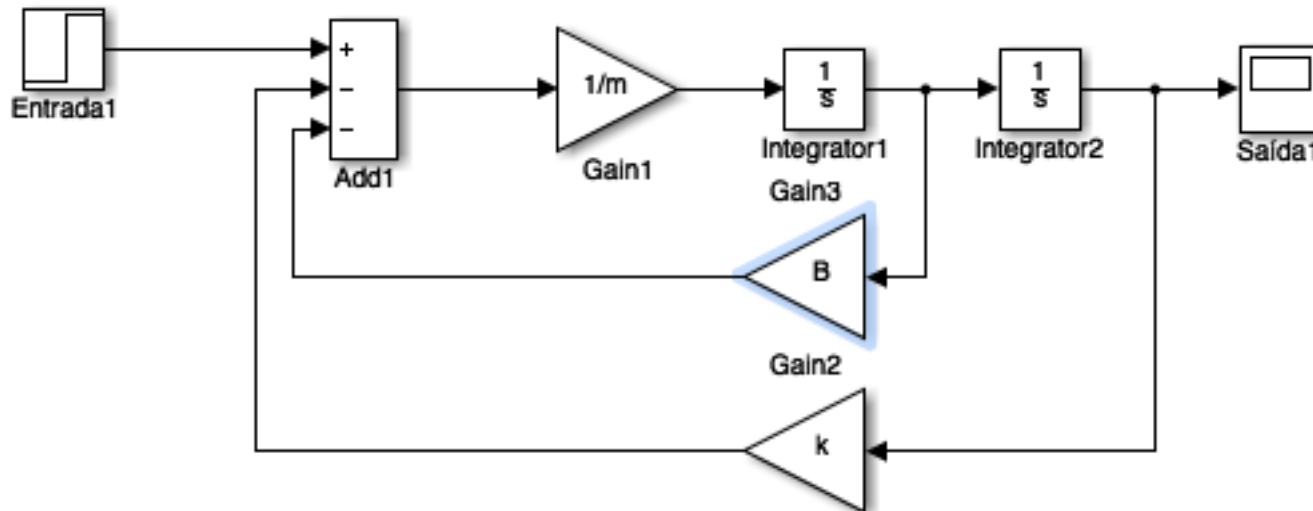 Entrada1
+
−
−
Add1
1/m
Gain1
1
s
Integrator1
1
s
Integrator2
Saída1
Gain3
B
Gain2
k